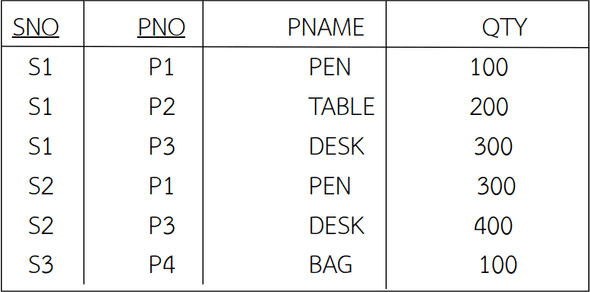 SNO PNO PNAME QTY
S1 P1 PEN 100
S1 P2 TABLE 200
S1 P3 DESK 300
S2 P1 PEN 300
S2 P3 DESK 400
S3 P4 BAG 100